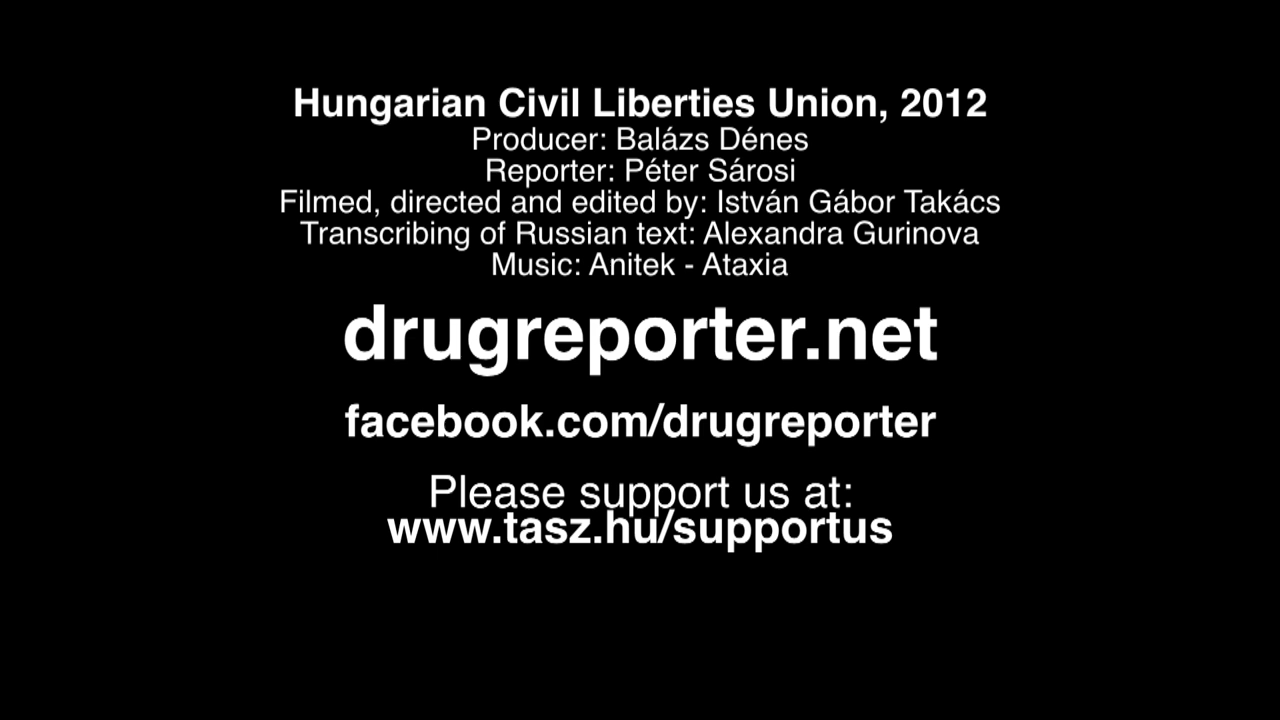 Hungarian Civil Liberties Union, 2012
Producer: Balázs Dénes
Reporter: Péter Sárosi
Filmed, directed and edited by: István Gábor Takács
Transcribing of Russian text: Alexandra Gurinova
Music: Anitek - Ataxia
drugreporter.net
facebook.com/drugreporter
Please support us at:
www.tasz.hu/supportus